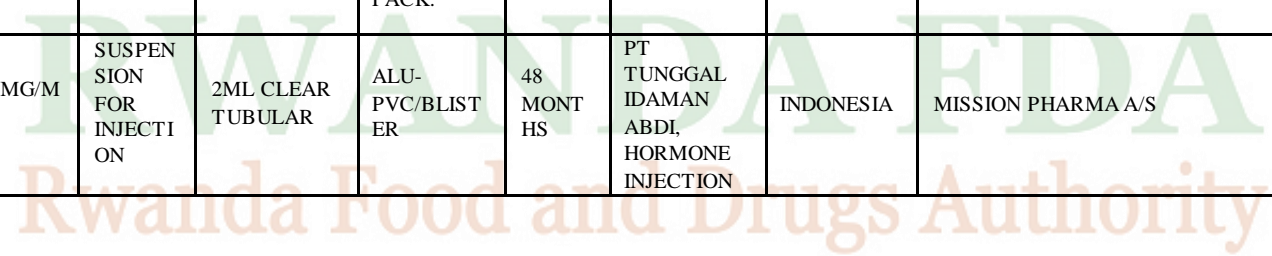 PACK.
MG/M
SUSPEN
SION
FOR
INJECTI
ON
2ML CLEAR
TUBULAR
ALU-
PVC/BLIST
ER
48
MONT
HS
PT
TUNGGAL
IDAMAN
ABDI,
HORMONE
INJECTION
INDONESIA
MISSION PHARMA A/S
RWANDA FDA
Rwanda Food and Drugs Authority